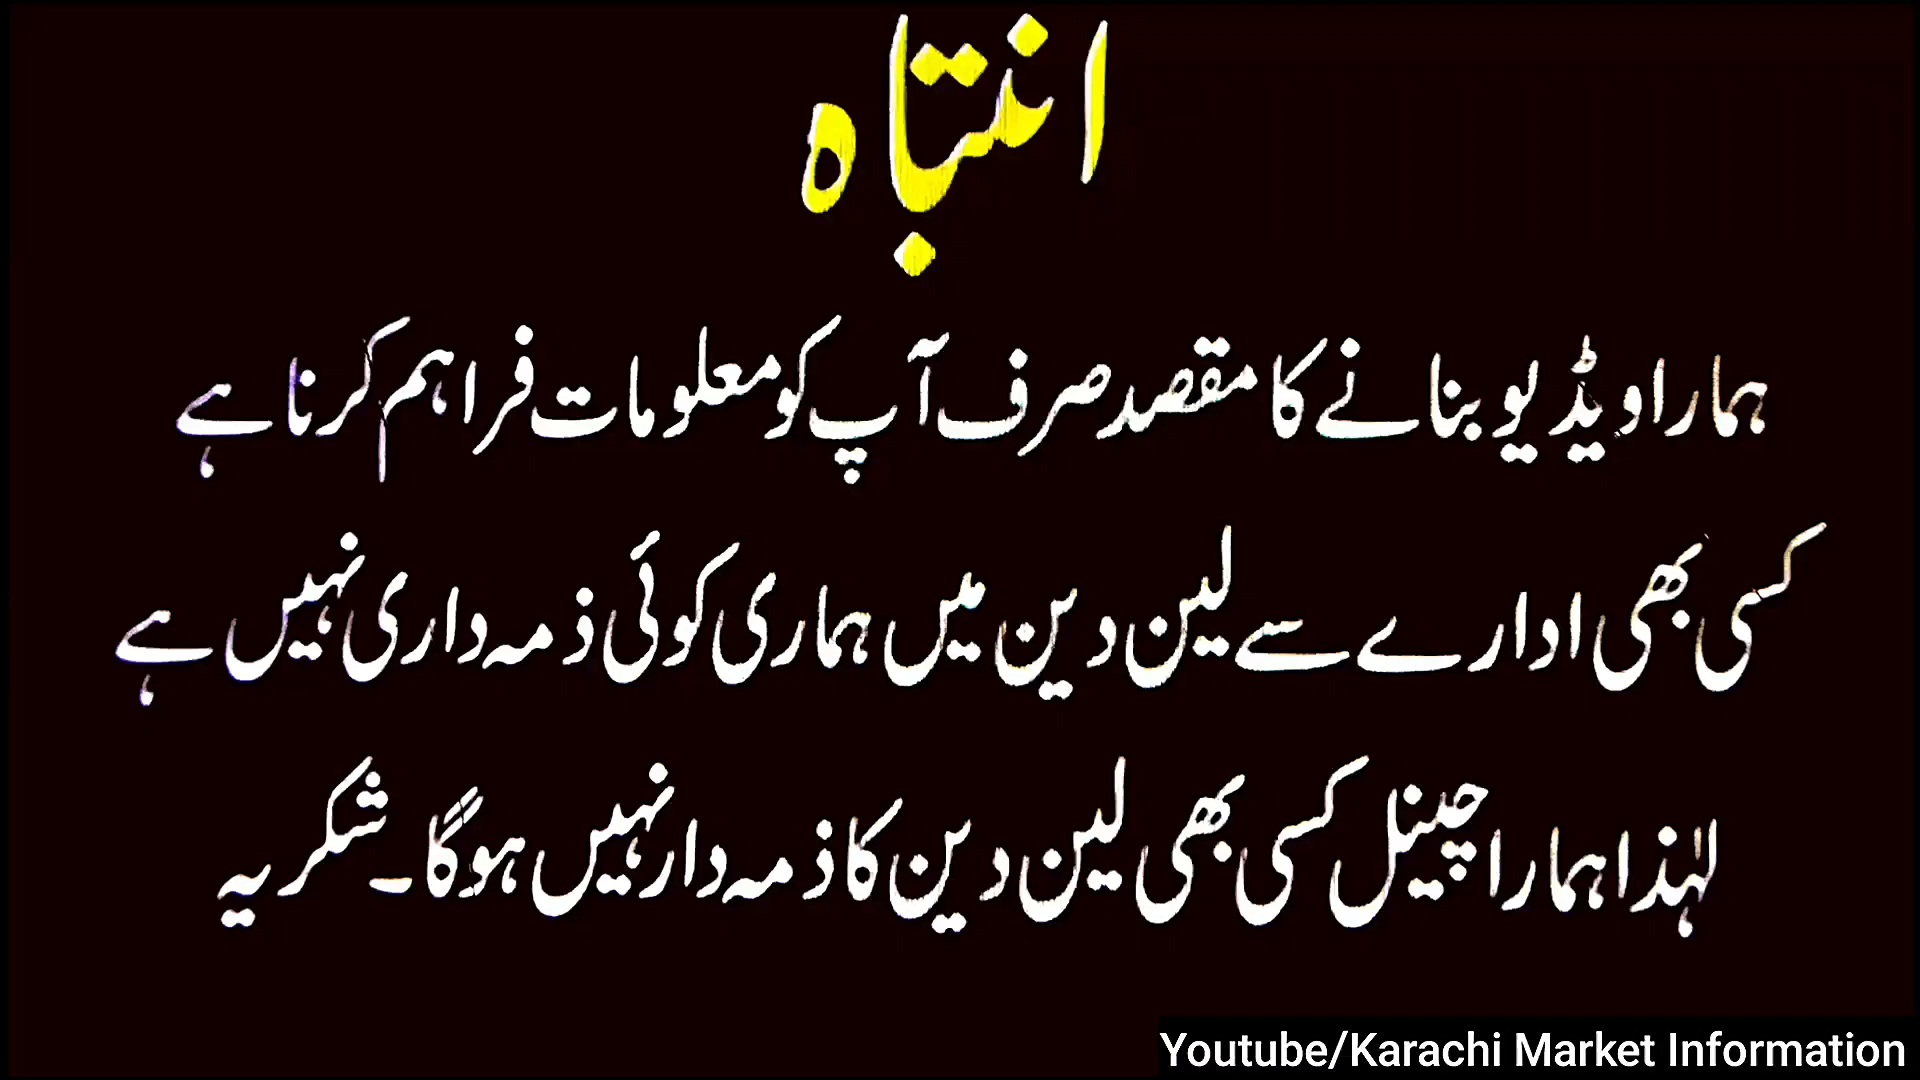 انتباہ
ہمارا ویڈیو بنانے کا مقصد صرف آپ کو معلومات فراہم کرنا ہے
کسی بھی ادارے سے لین دین میں ہماری کوئی ذمہ داری نہیں ہے
لہٰذا ہمارا چینل کسی بھی لین دین کا ذمہ دار نہیں ہوگا۔ شکریہ
Youtube/Karachi Market Information